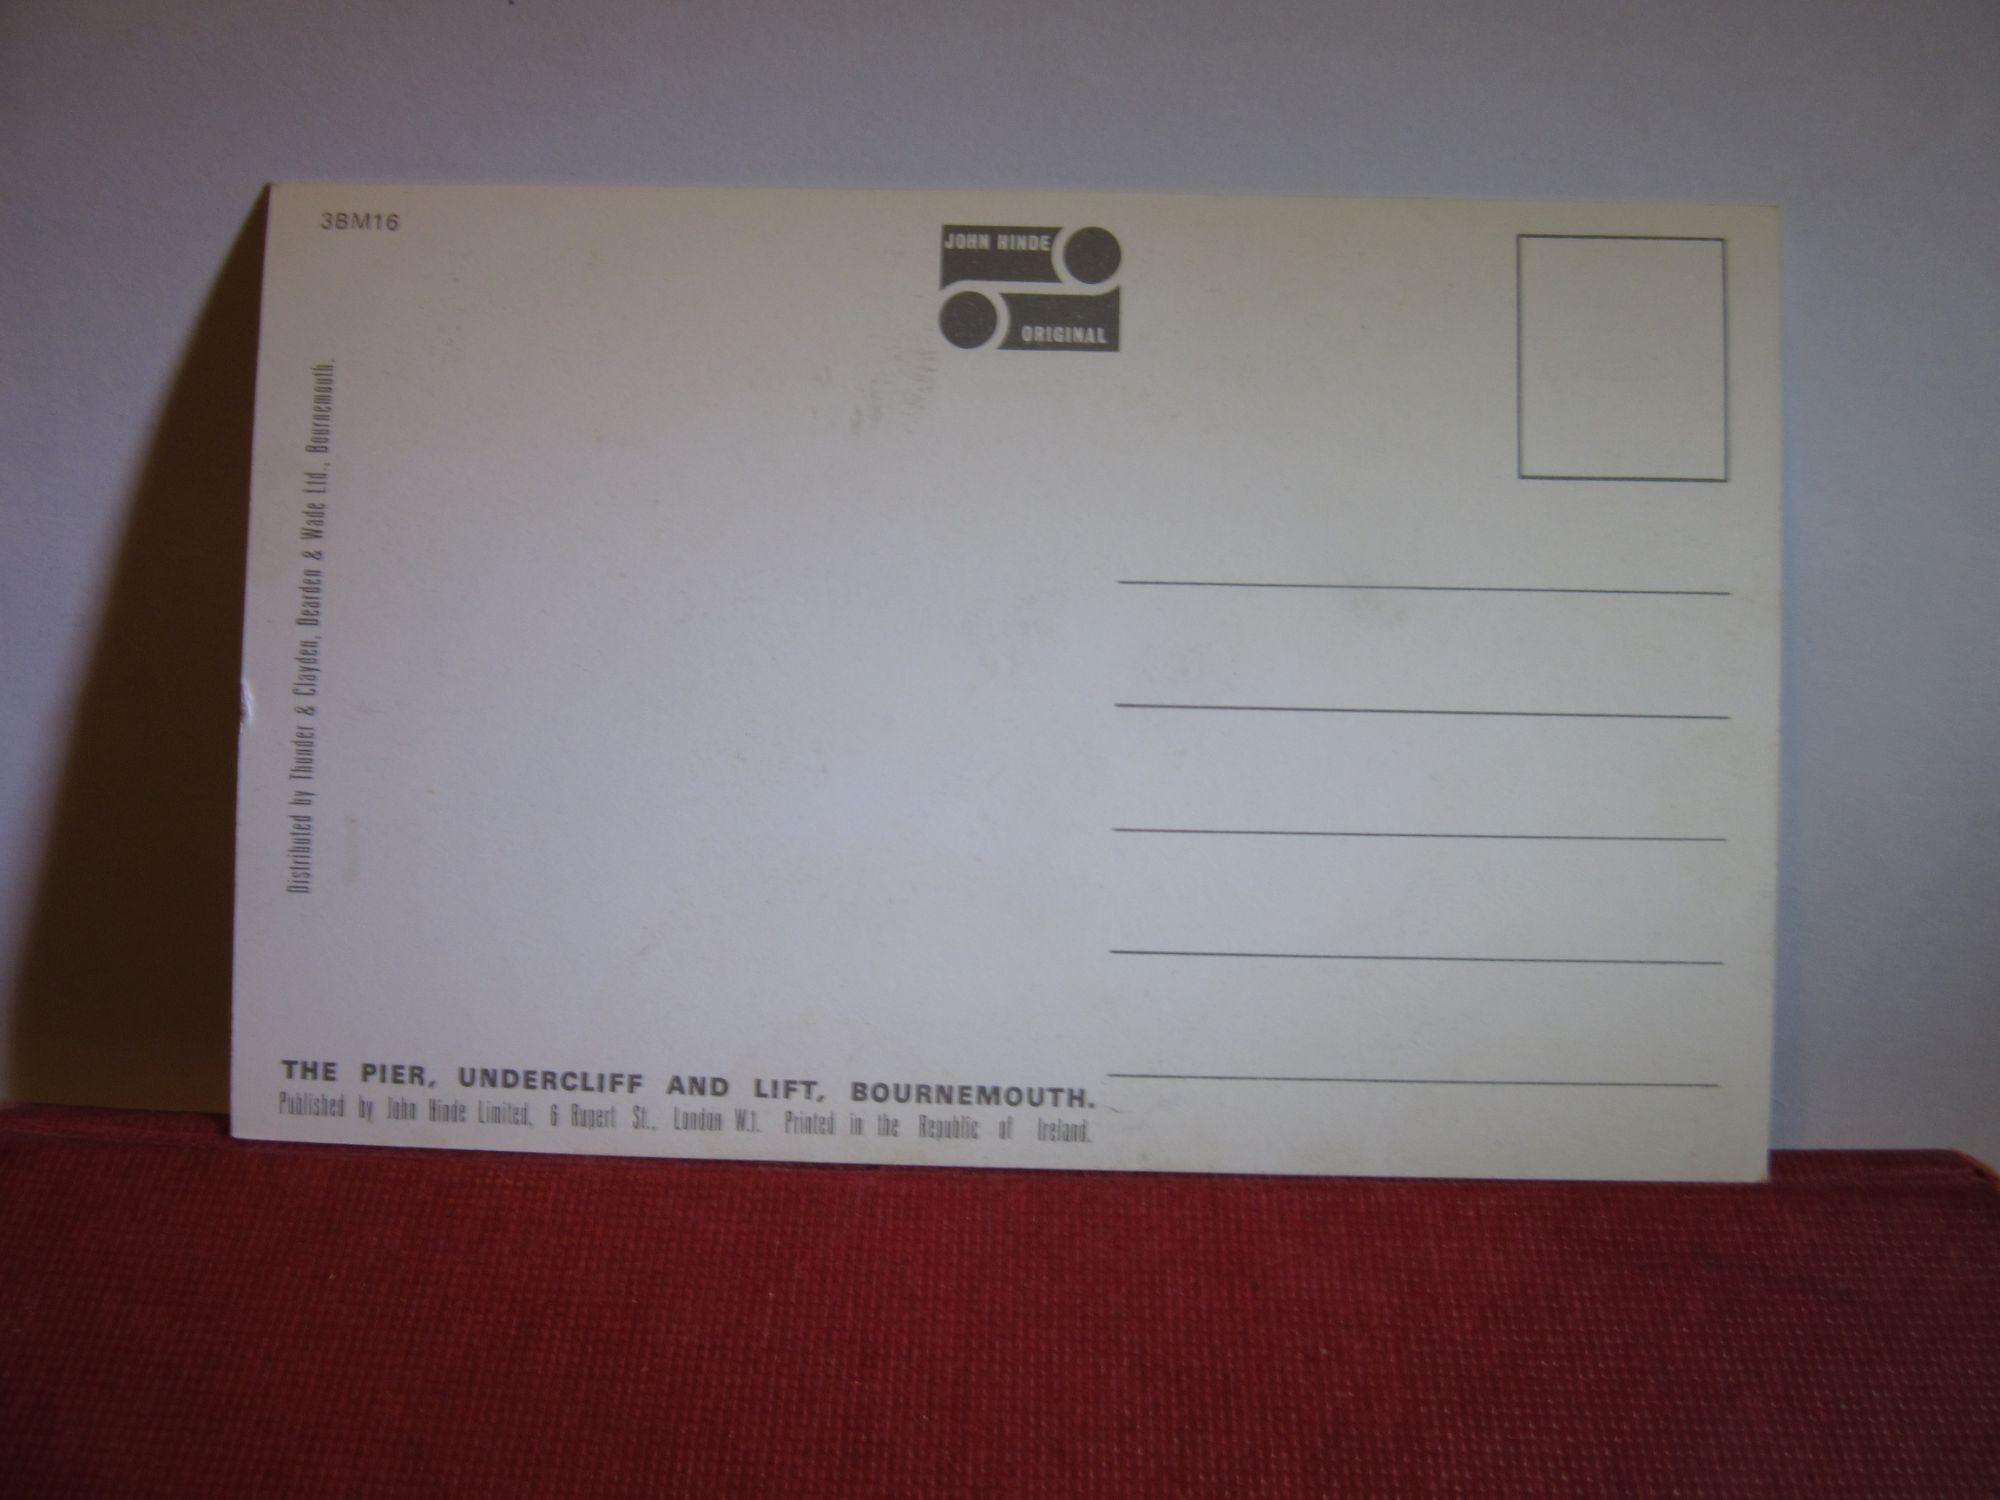 3BM16
JOHN HINDE
ORIGINAL
Distributed by Thunder & Clayden, Dearden & Wade Ltd., Bournemouth.
THE PIER, UNDERCLIFF AND LIFT, BOURNEMOUTH.
Published by John Hinde Limited, 6 Rupert St., London W.1. Printed in the Republic of Ireland.